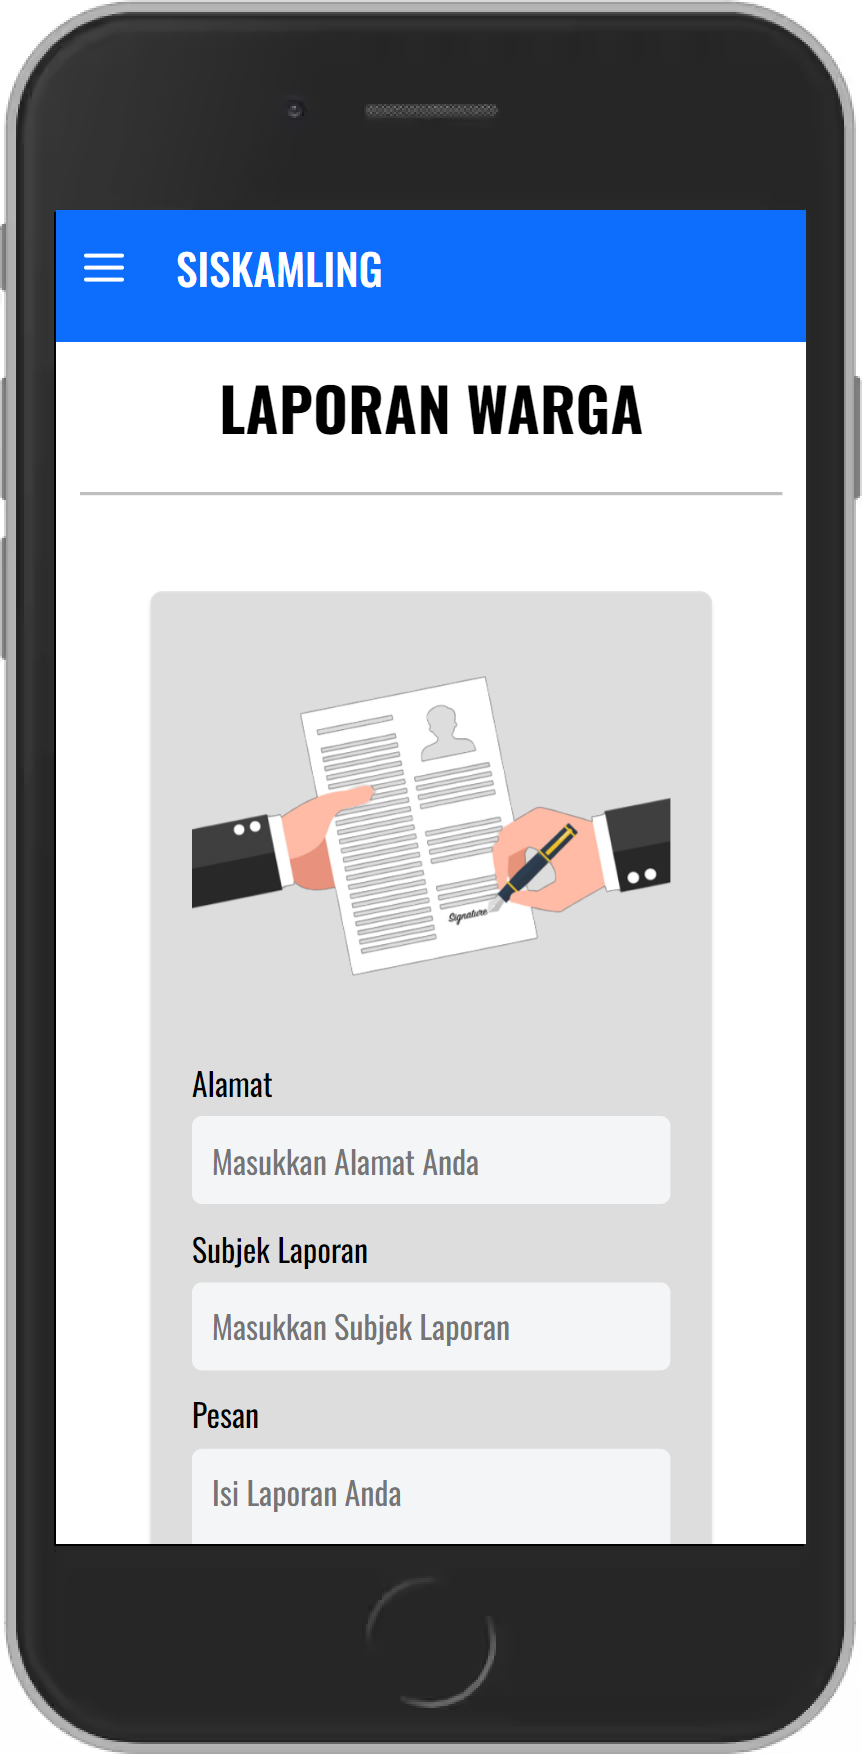 SISKAMLING
LAPORAN WARGA
Signature
Alamat
Masukkan Alamat Anda
Subjek Laporan
Masukkan Subjek Laporan
Pesan
Isi Laporan Anda